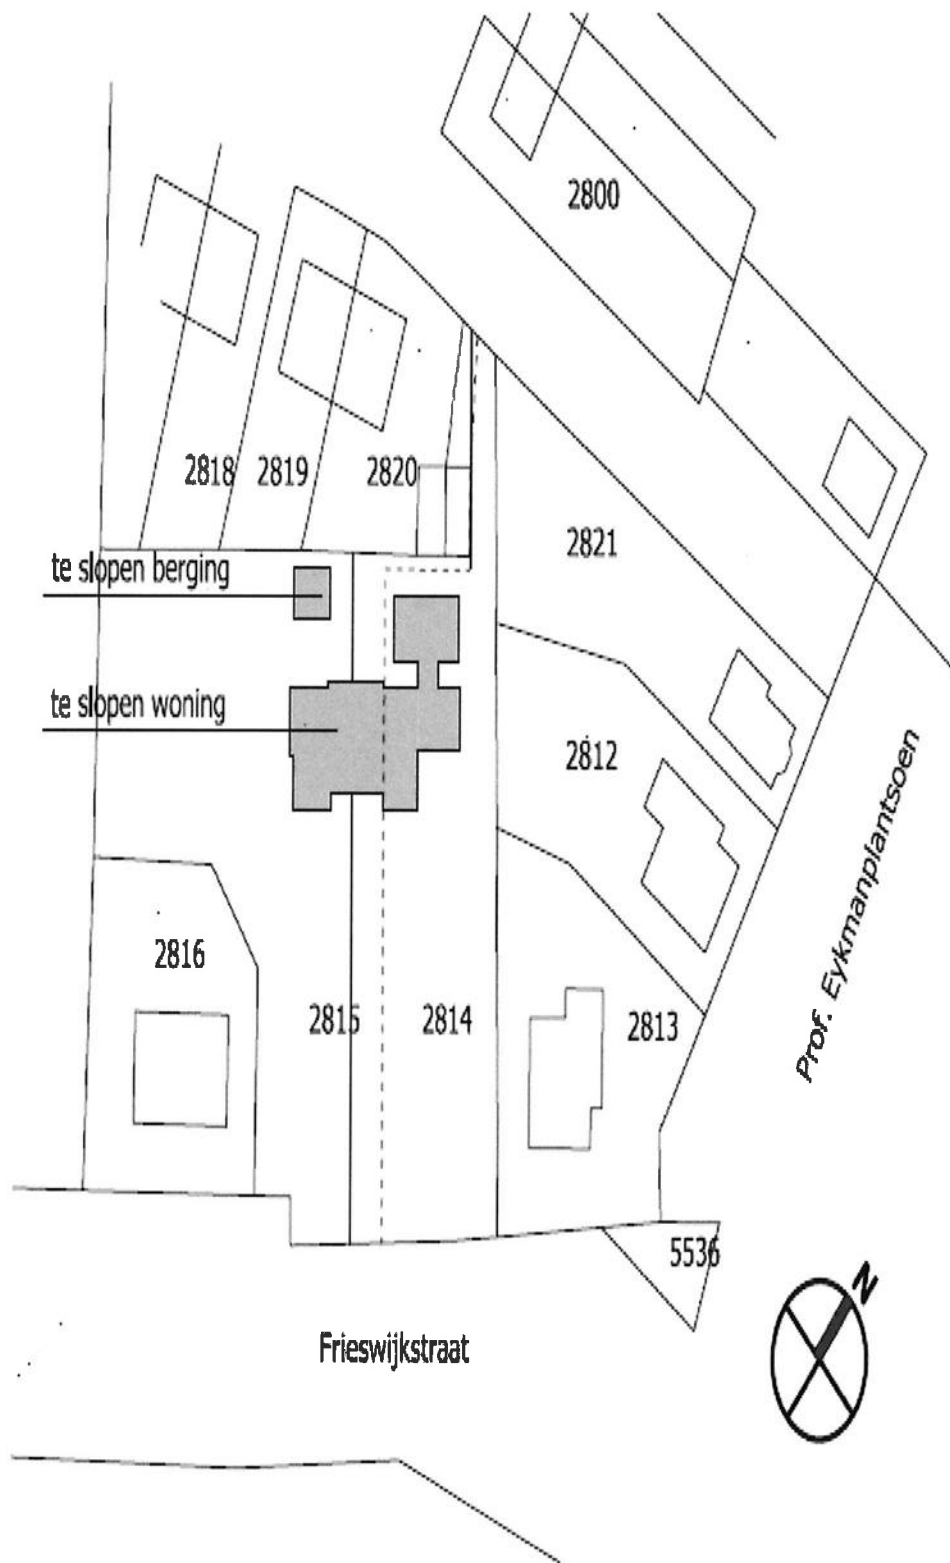 2800
2818
2819
2820
2821
te slopen berging
te slopen woning
2812
Prof. Eykmanplantsoen
2816
2815
2814
2813
5536
N
Frieswijkstraat